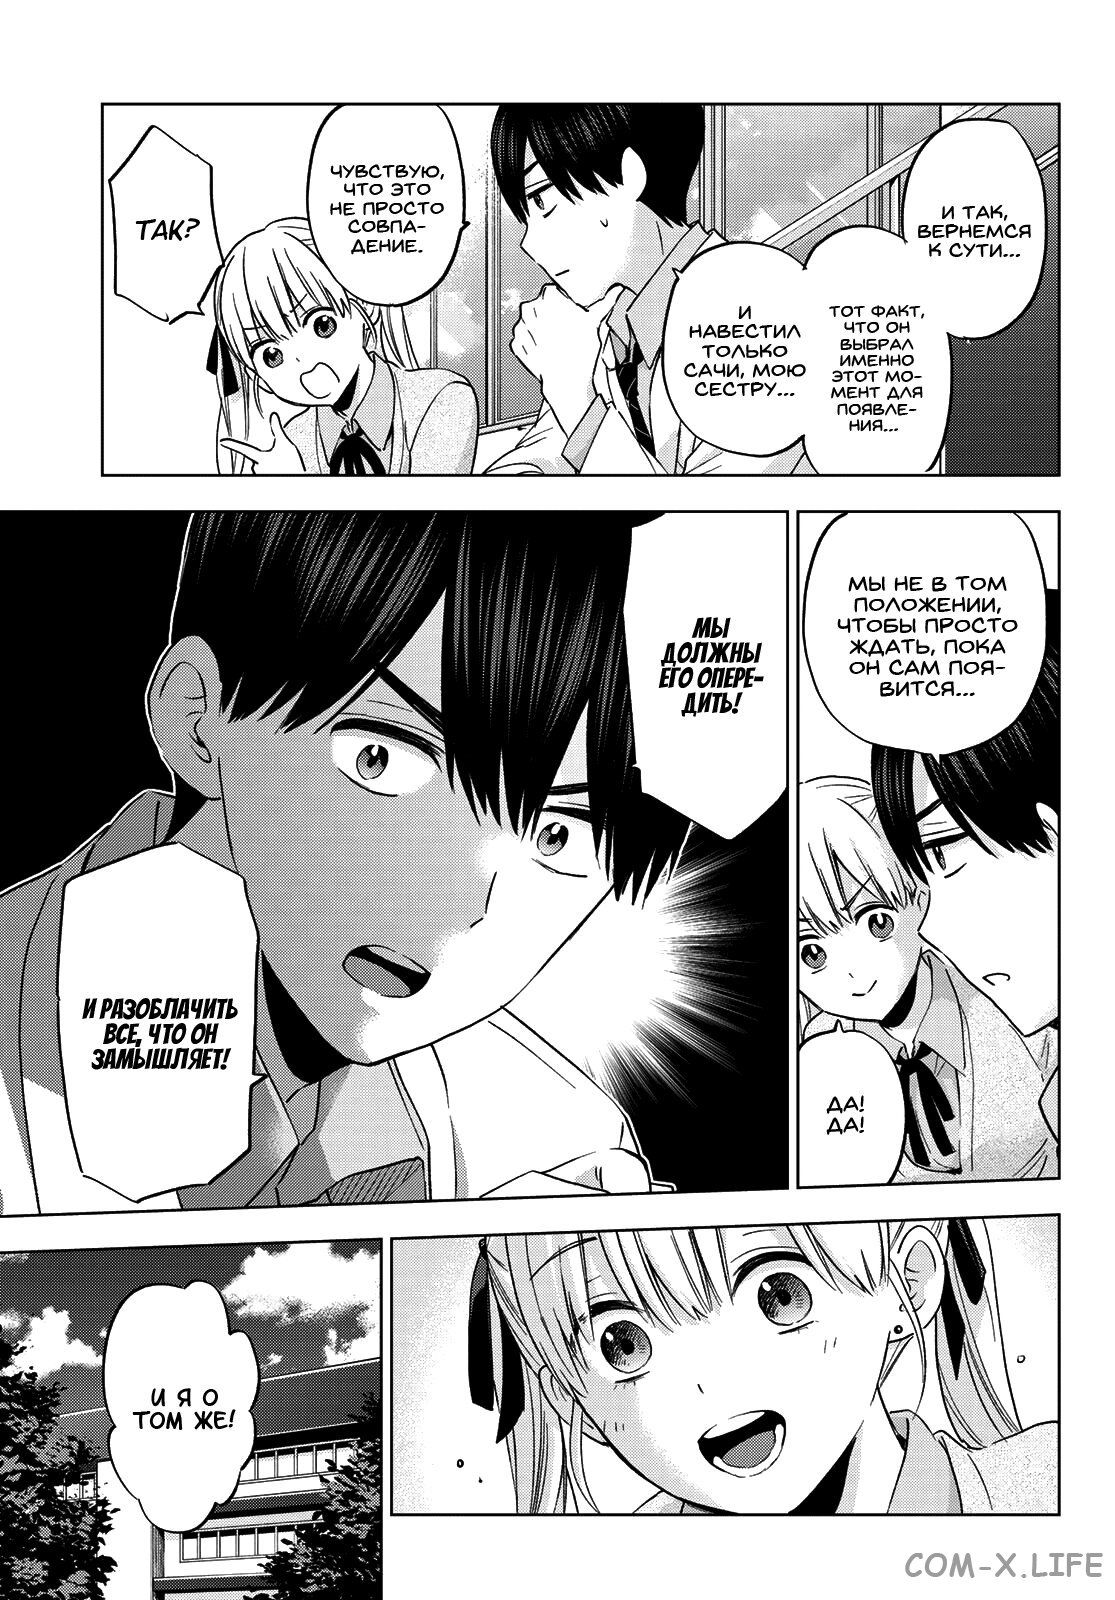 И ТАК,
ВЕРНЕМСЯ
К СУТИ...
ТОТ ФАКТ,
ЧТО ОН
ВЫБРАЛ
ИМЕННО
ЭТОТ МО-
МЕНТ ДЛЯ
ПОЯВЛЕ-
НИЯ...
И
НАВЕСТИЛ
ТОЛЬКО
САЧИ, МОЮ
СЕСТРУ...
ЧУВСТВУЮ,
ЧТО ЭТО
НЕ ПРОСТО
СОВПА-
ДЕНИЕ.
ТАК?
МЫ НЕ В ТОМ
ПОЛОЖЕНИИ,
ЧТОБЫ ПРОСТО
ЖДАТЬ, ПОКА
ОН САМ ПОЯ-
ВИТСЯ...
ДА!
ДА!
МЫ
ДОЛЖНЫ
ЕГО ОПЕРЕ-
ДИТЬ!
И РАЗОБЛАЧИТЬ
ВСЕ, ЧТО ОН
ЗАМЫШЛЯЕТ!
И Я О
ТОМ ЖЕ!
COM-X.LIFE